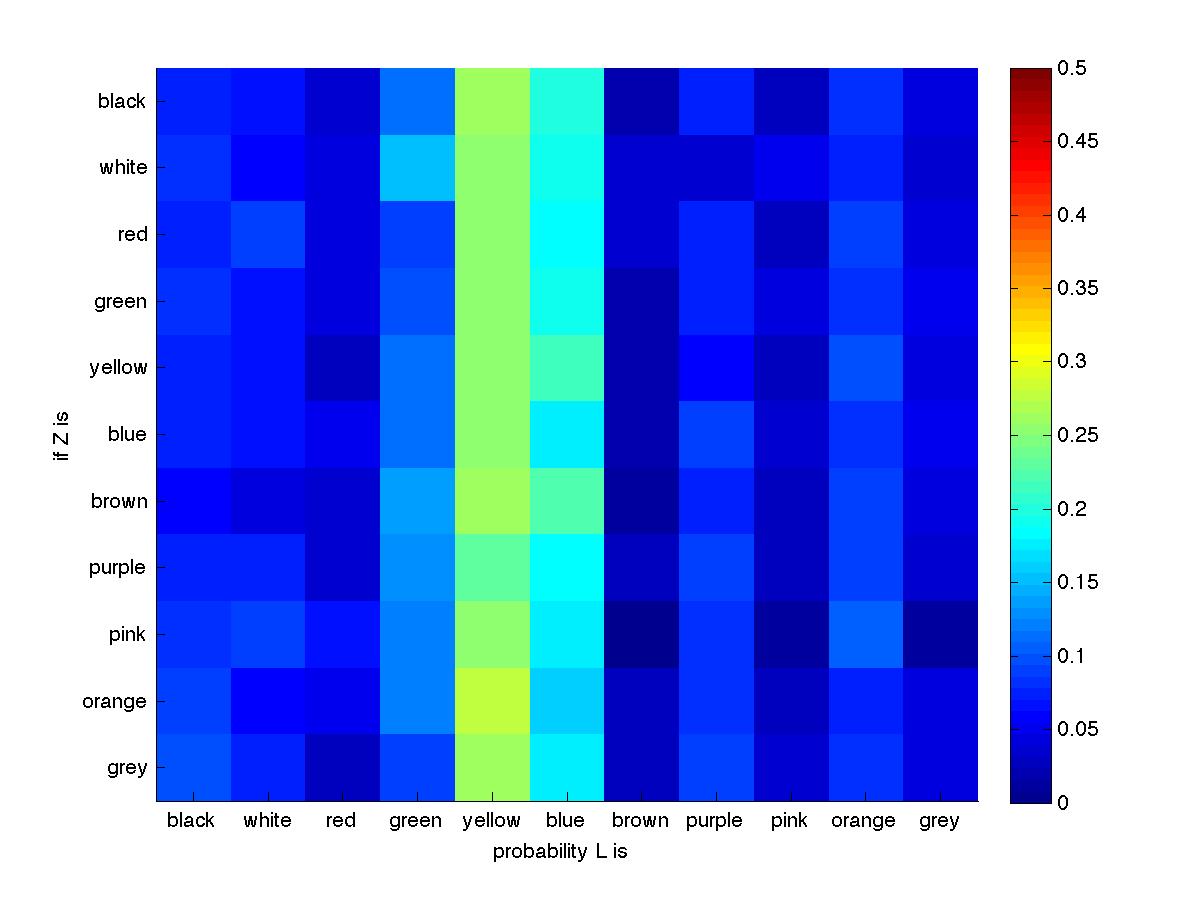 black
white
red
green
yellow
blue
brown
purple
pink
orange
grey
if Z is
black white red green yellow blue brown purple pink orange grey
probability L is
0.5
0.45
0.4
0.35
0.3
0.25
0.2
0.15
0.1
0.05
0